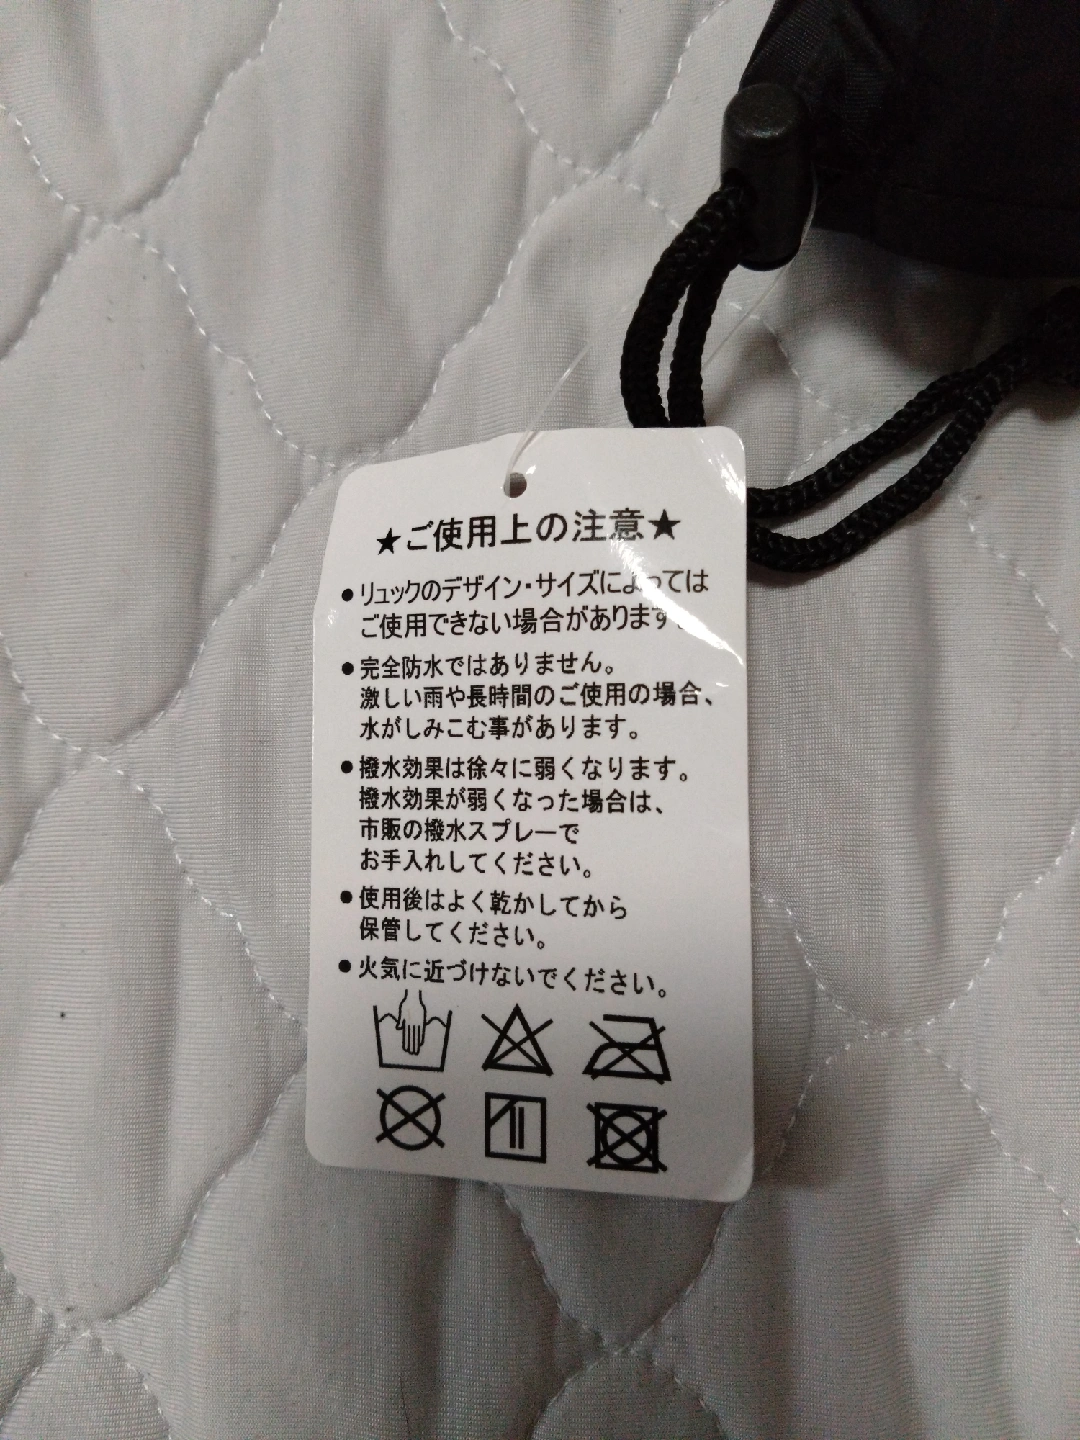 ★ご使用上の注意★
●リュックのデザイン・サイズによっては
ご使用できない場合があります。
●完全防水ではありません。
激しい雨や長時間のご使用の場合、
水がしみこむ事があります。
●撥水効果は徐々に弱くなります。
撥水効果が弱くなった場合は、
市販の撥水スプレーで
お手入れしてください。
●使用後はよく乾かしてから
保管してください。
●火気に近づけないでください。